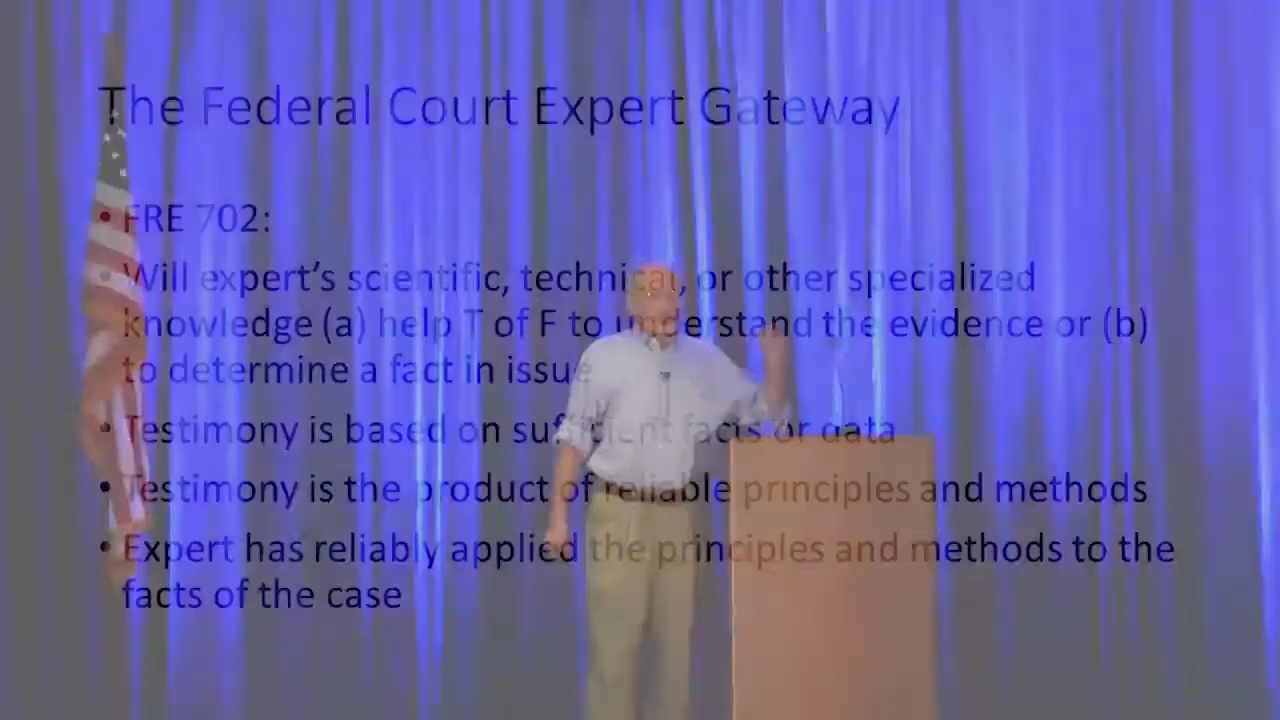 The Federal Court Expert Gateway
• FRE 702:
• Will expert's scientific, technical, or other specialized
knowledge (a) help T of F to understand the evidence or (b)
to determine a fact in issue
• Testimony is based on sufficient facts or data
• Testimony is the product of reliable principles and methods
• Expert has reliably applied the principles and methods to the
facts of the case